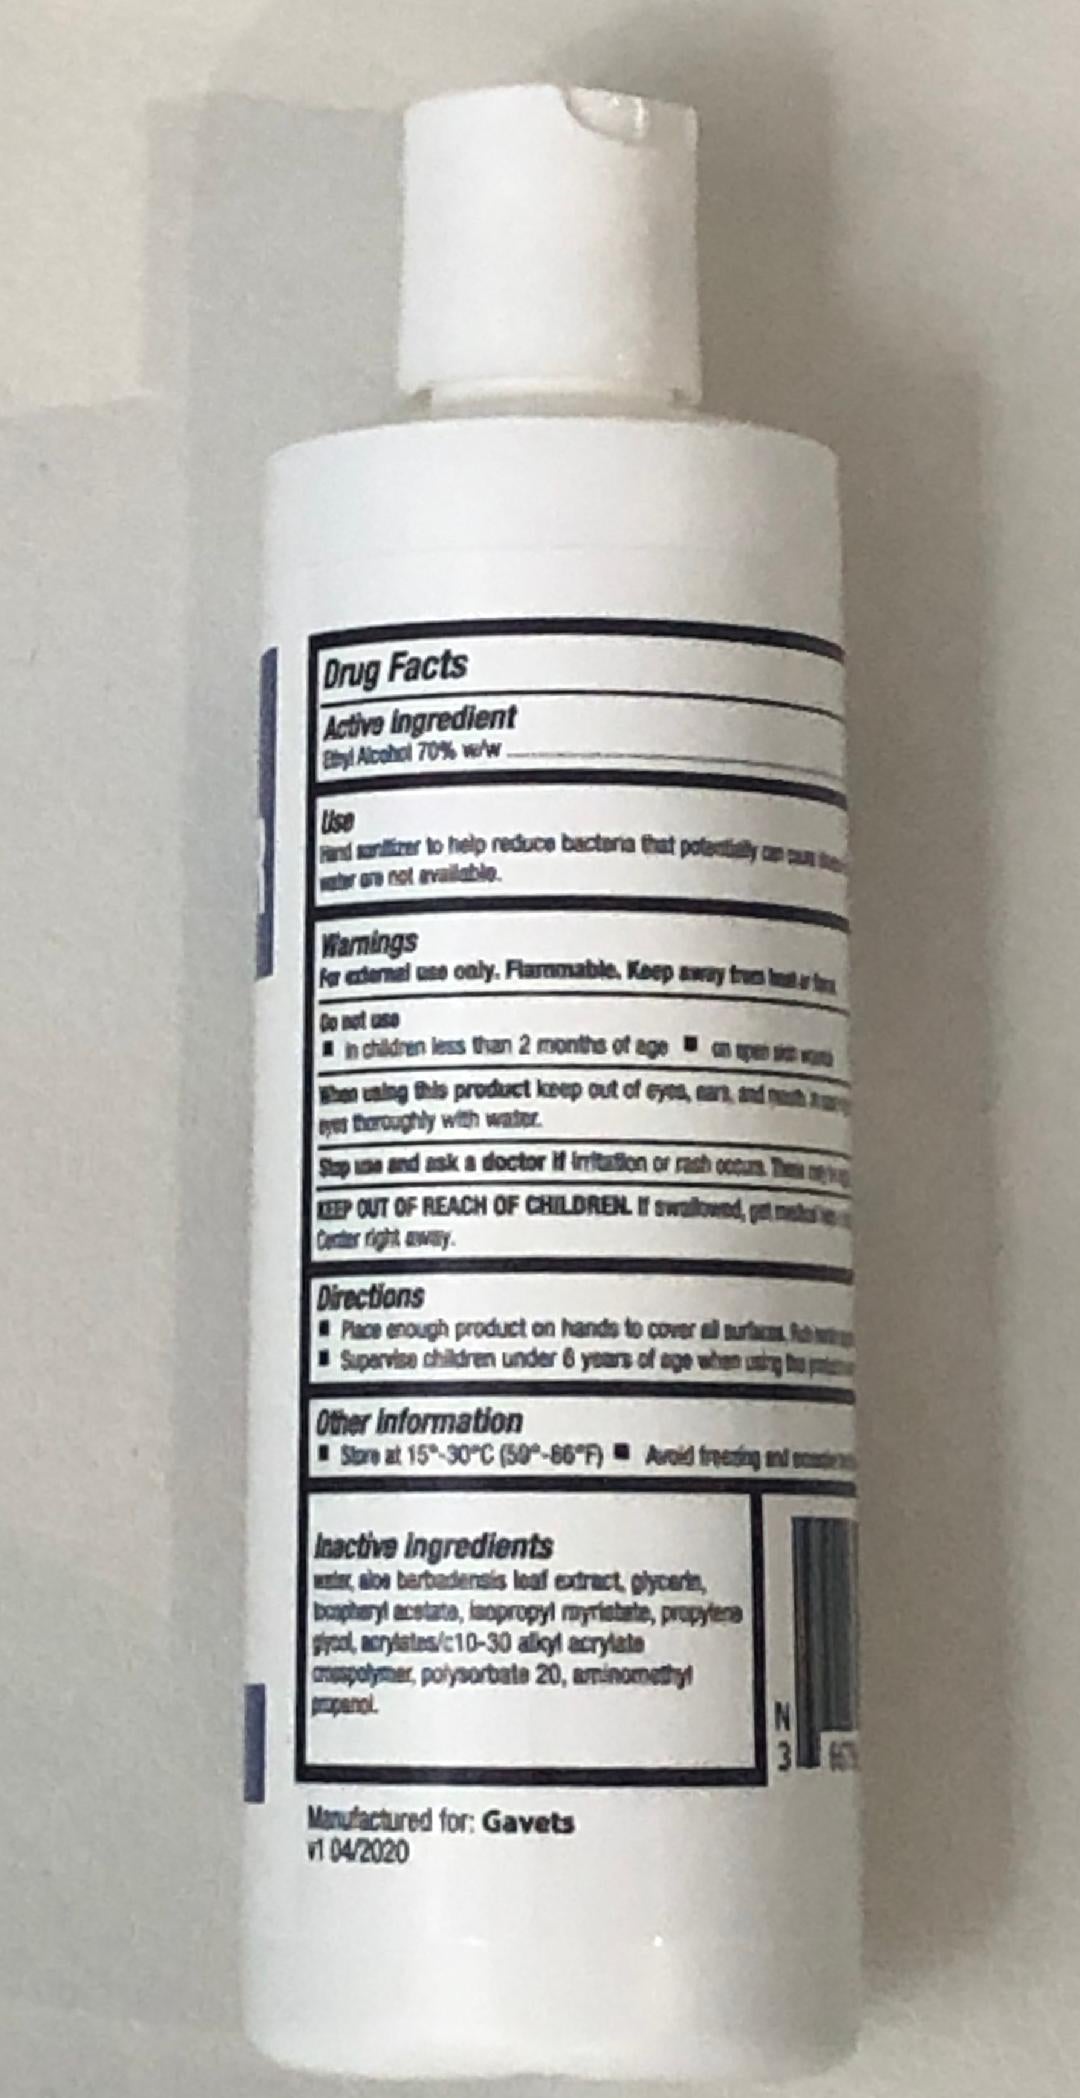 Drug Facts
Active Ingredient
Ethyl Alcohol 70% w/w
Use
Hand sanitizer to help reduce bacteria that potentially can cause
water are not available.
Warnings
For external use only. Flammable. Keep away from heat or
Do not use
■ in children less than 2 months of age ■ on open skin
When using this product keep out of eyes, ears, and mouth.
eyes thoroughly with water.
Stop use and ask a doctor if irritation or rash occurs. These
KEEP OUT OF REACH OF CHILDREN. If swallowed, get medical
Center right away.
Directions
■ Place enough product on hands to cover all surfaces. Rub
■ Supervise children under 6 years of age when using this
Other Information
■ Store at 15°-30°C (59°-86°F) ■ Avoid freezing and
Inactive Ingredients
water, aloe barbadensis leaf extract, glycerin,
tocopheryl acetate, isopropyl myristate, propylene
glycol, acrylates/c10-30 alkyl acrylate
crosspolymer, polysorbate 20, aminomethyl
propanol.
N
3
Manufactured for: Gavets
v1 04/2020